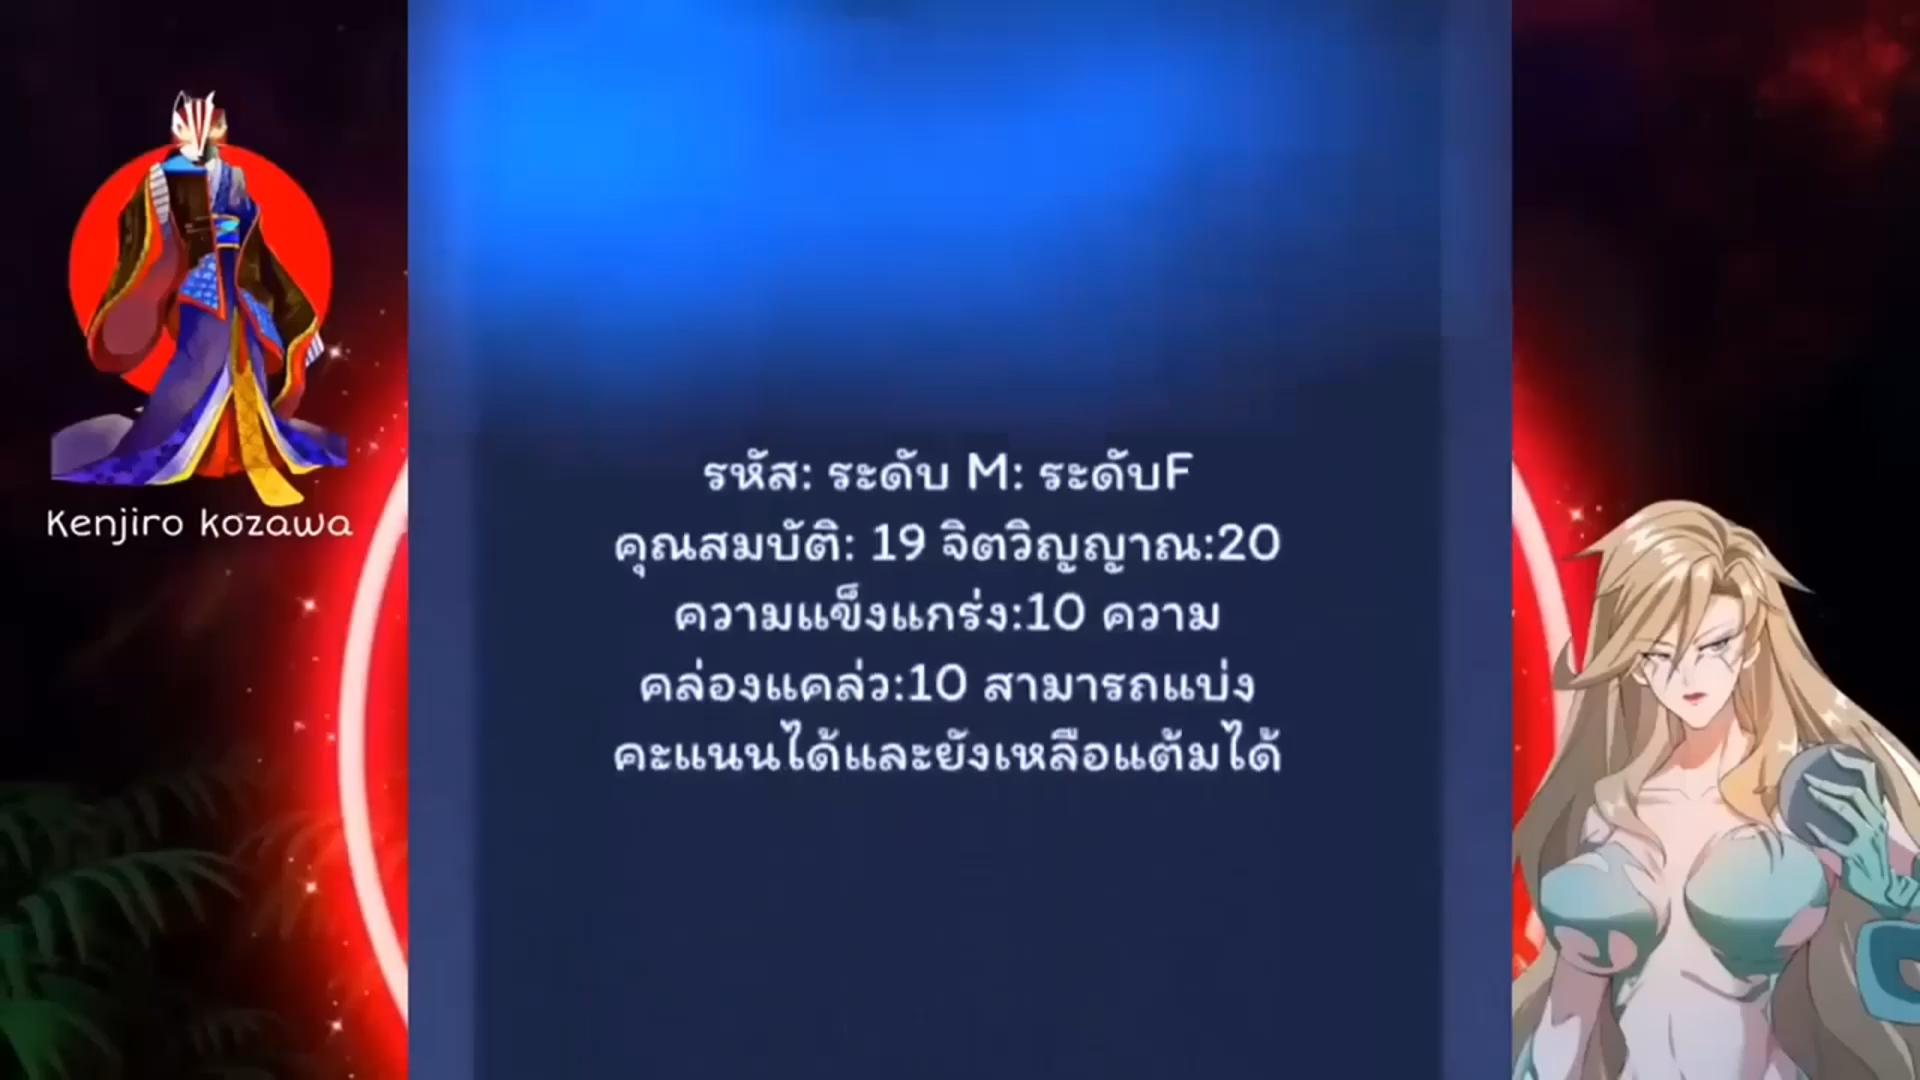 Kenjiro kozawa
รหัส: ระดับ M: ระดับF
คุณสมบัติ: 19 จิตวิญญาณ:20
ความแข็งแกร่ง:10 ความ
คล่องแคล่ว:10 สามารถแบ่ง
คะแนนได้และยังเหลือแต้มได้